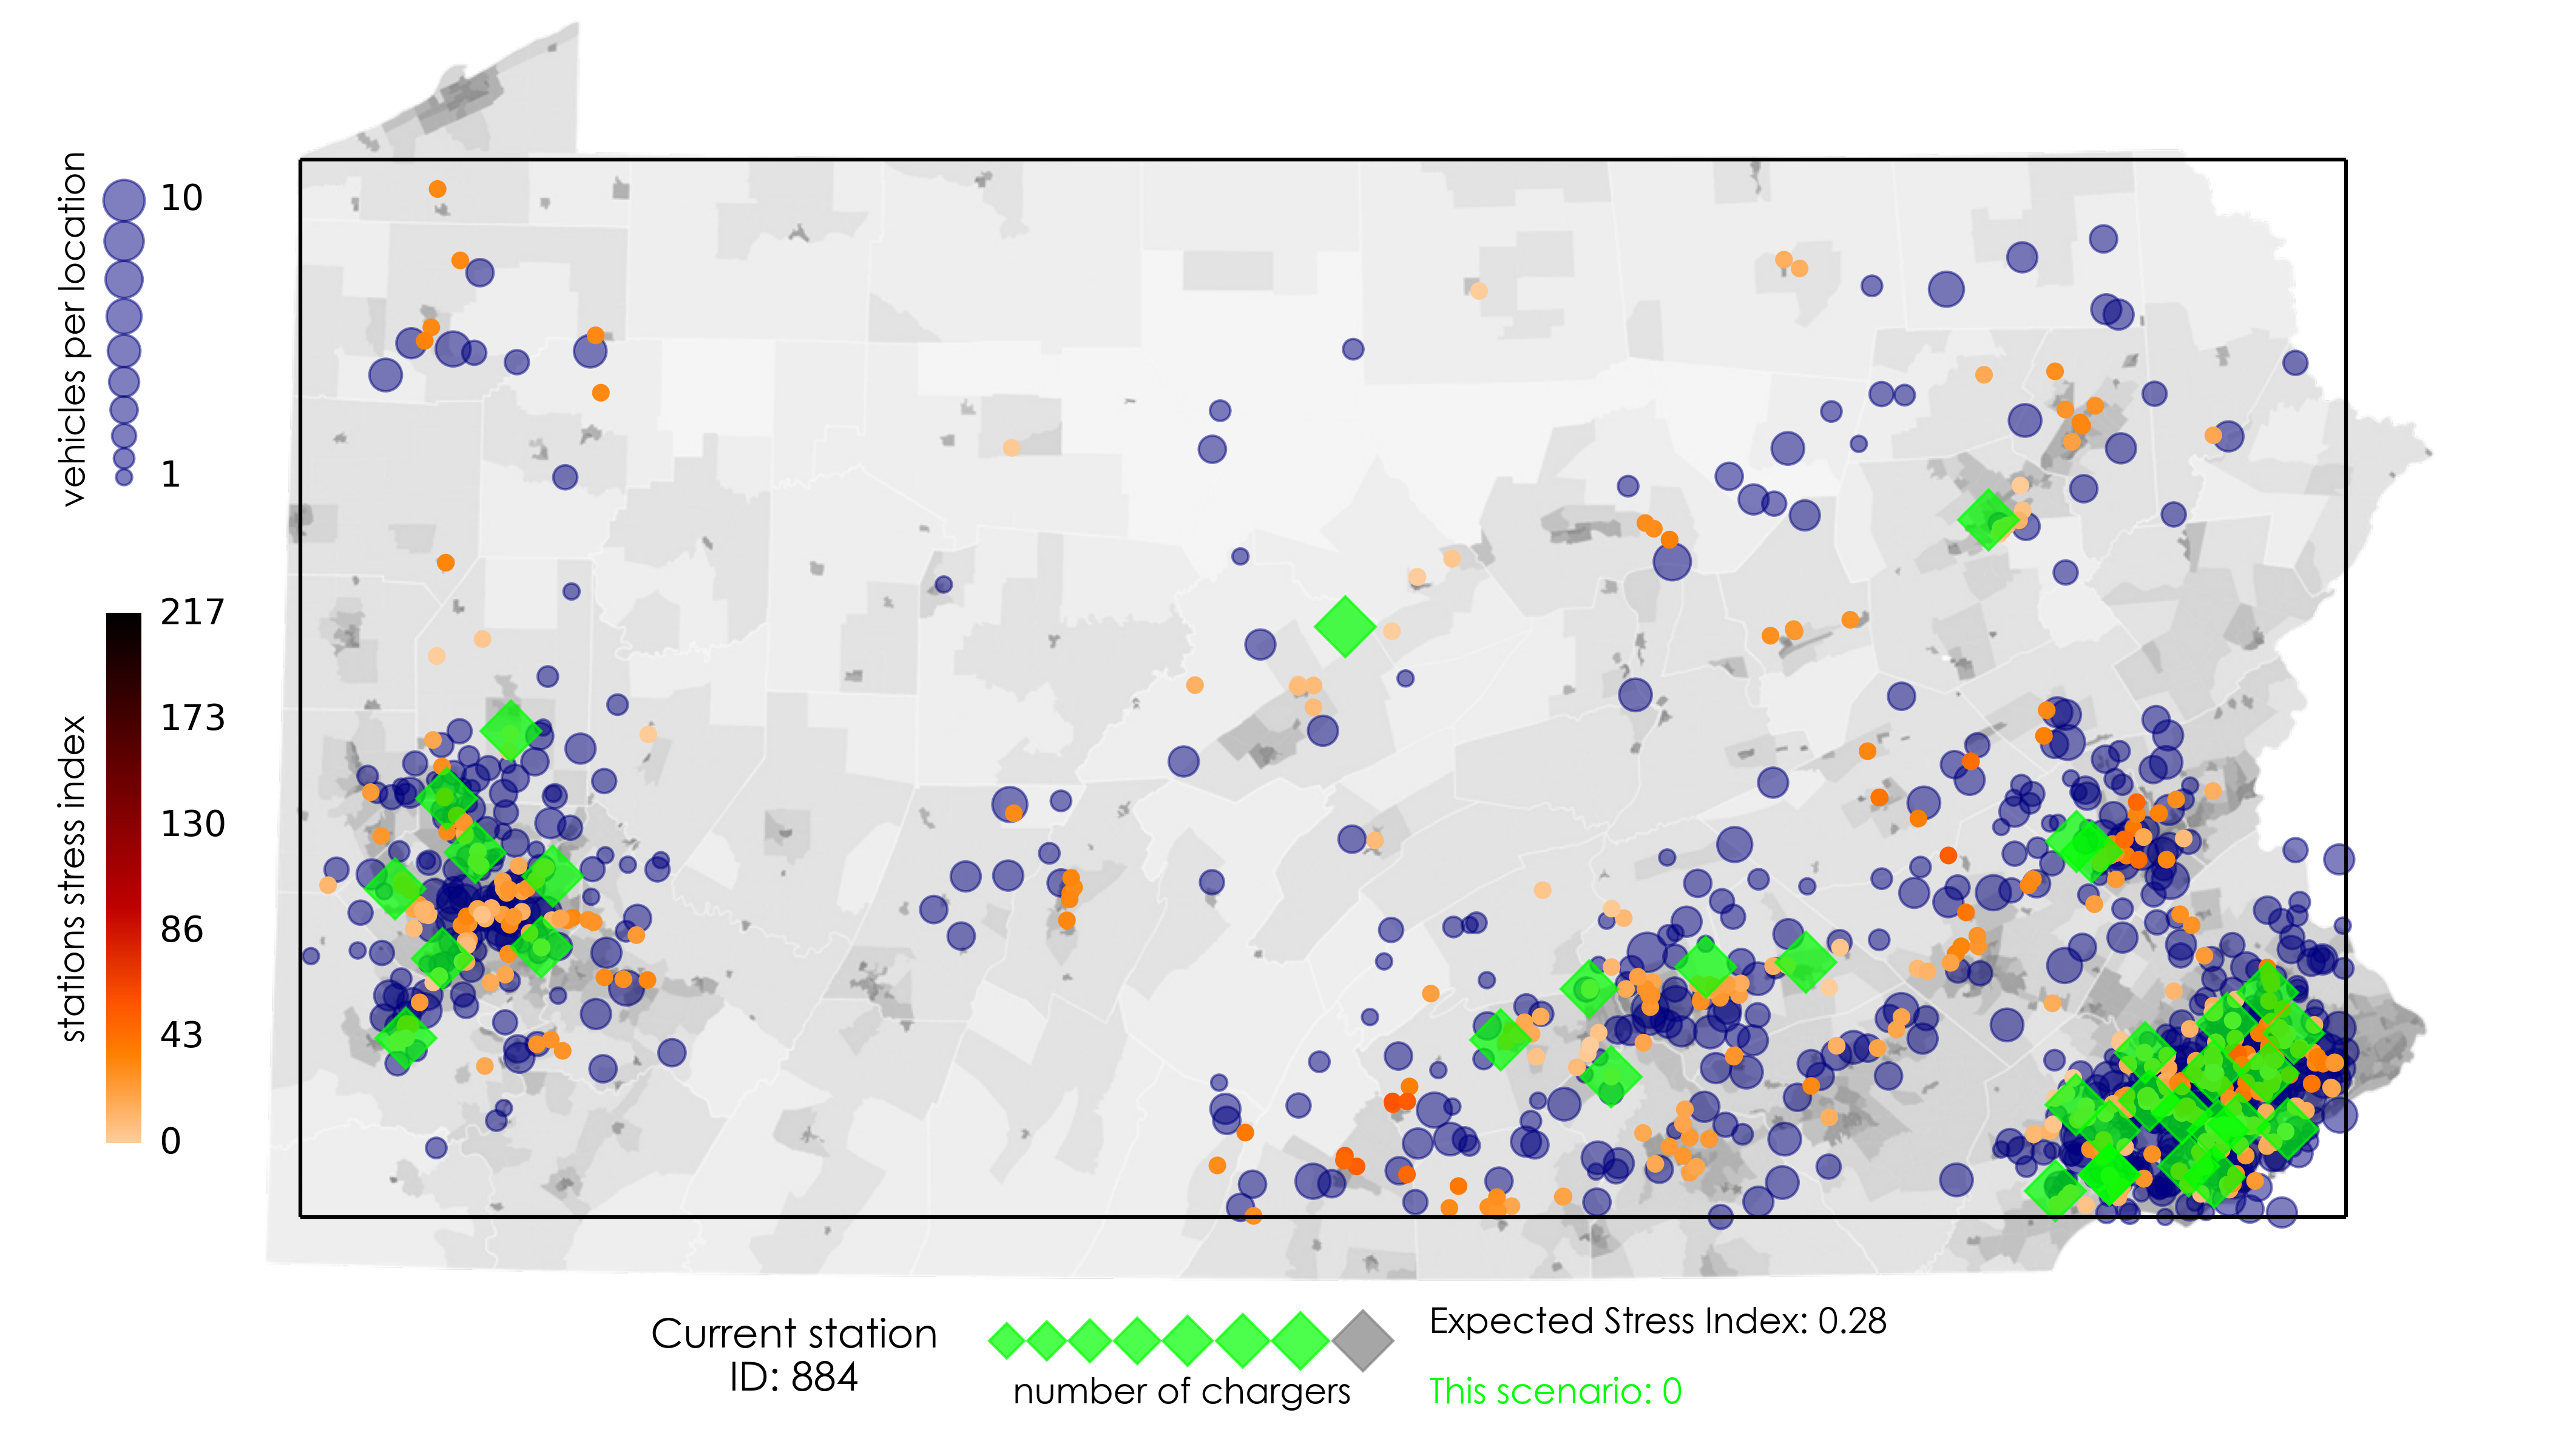 vehicles per location
10
1
stations stress index
217
173
130
86
43
0
Current station
ID: 884
number of chargers
Expected Stress Index: 0.28
This scenario: 0